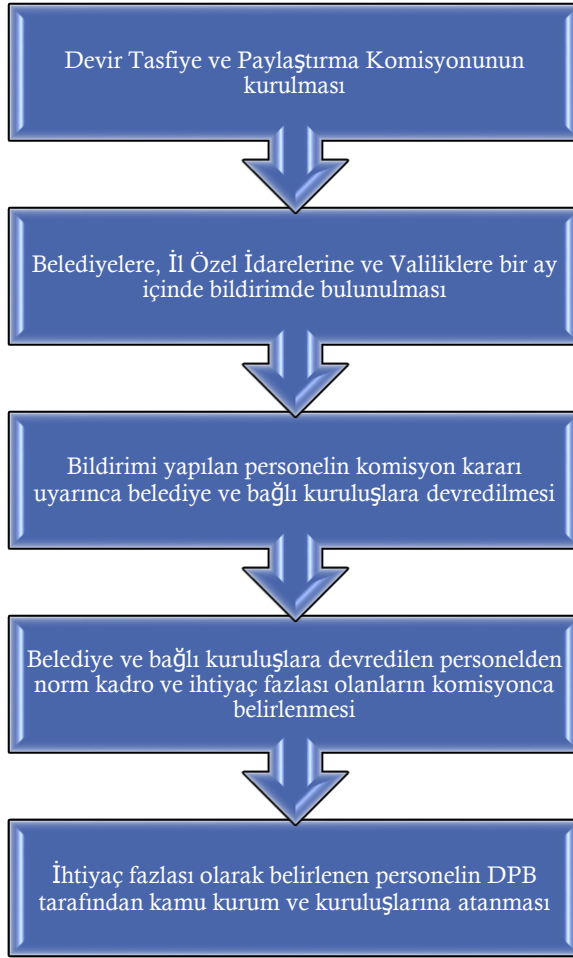 Devir Tasfiye ve Paylaştırma Komisyonunun
kurulması
Belediyelere, İl Özel İdarelerine ve Valiliklere bir ay
içinde bildirimde bulunulması
Bildirimi yapılan personelin komisyon kararı
uyarınca belediye ve bağlı kuruluşlara devredilmesi
Belediye ve bağlı kuruluşlara devredilen personelden
norm kadro ve ihtiyaç fazlası olanların komisyonca
belirlenmesi
İhtiyaç fazlası olarak belirlenen personelin DPB
tarafından kamu kurum ve kuruluşlarına atanması